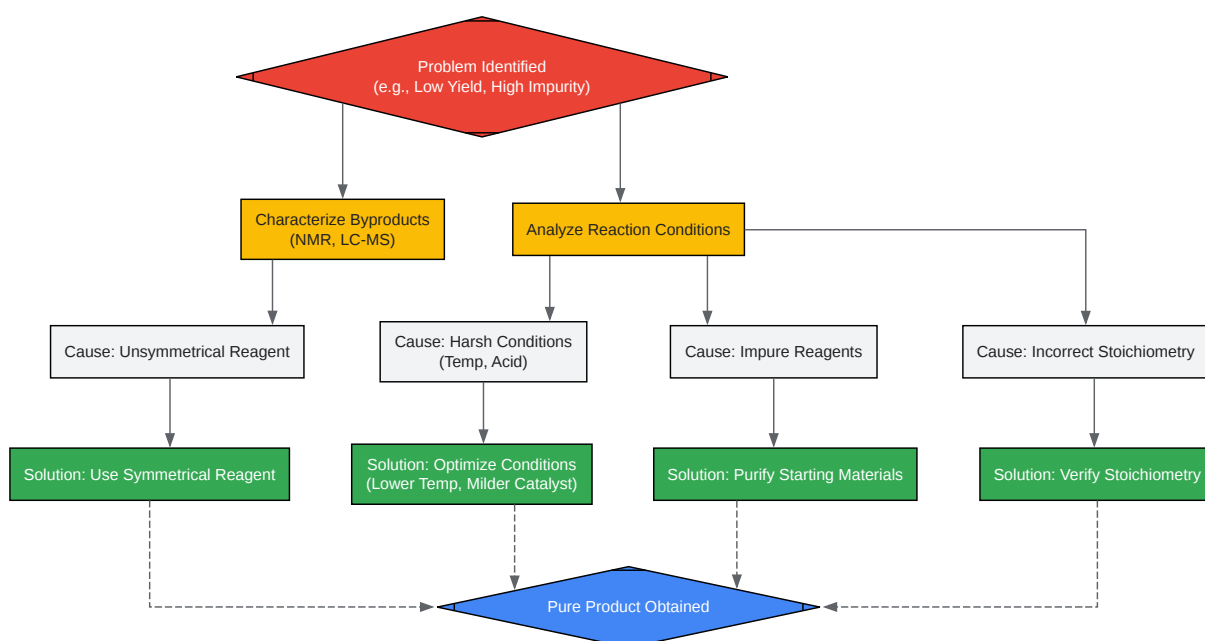 Problem Identified
(e.g., Low Yield, High Impurity)
Characterize Byproducts
(NMR, LC-MS)
Analyze Reaction Conditions
Cause: Unsymmetrical Reagent
Cause: Harsh Conditions
(Temp, Acid)
Cause: Impure Reagents
Cause: Incorrect Stoichiometry
Solution: Use Symmetrical Reagent
Solution: Optimize Conditions
(Lower Temp, Milder Catalyst)
Solution: Purify Starting Materials
Solution: Verify Stoichiometry
Pure Product Obtained